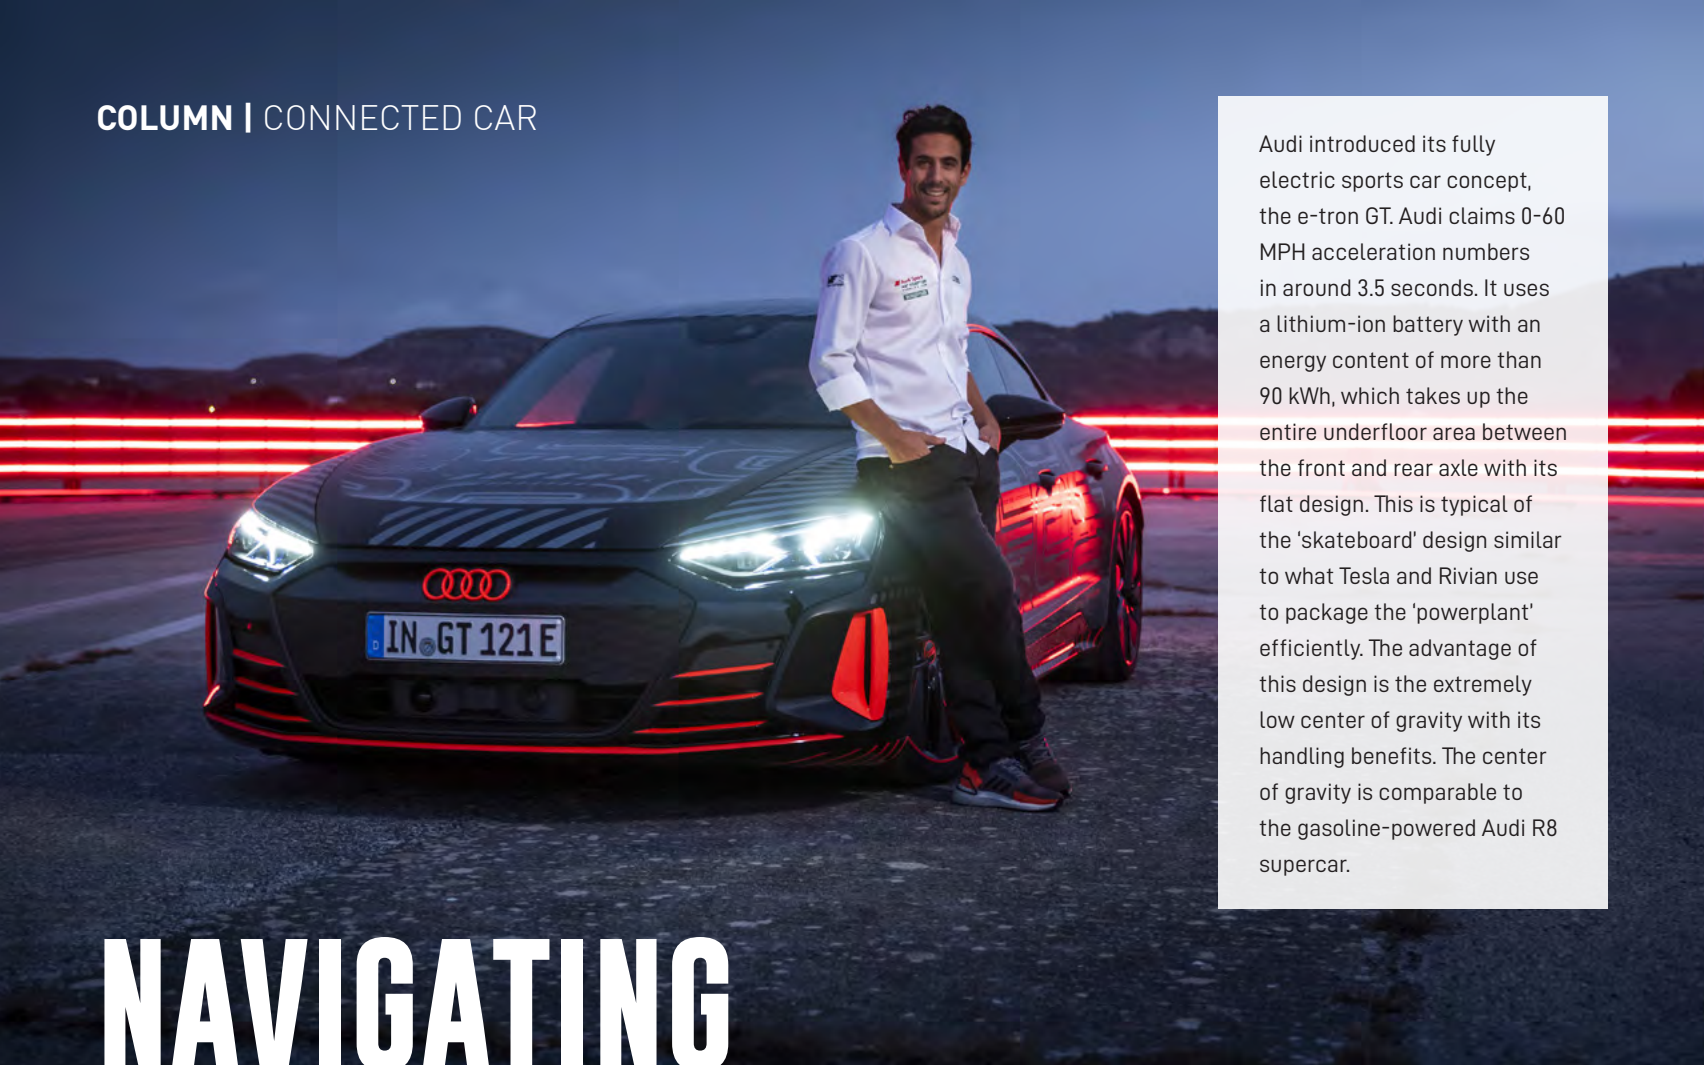 COLUMN | CONNECTED CAR
Audi introduced its fully
electric sports car concept,
the e-tron GT. Audi claims 0-60
MPH acceleration numbers
in around 3.5 seconds. It uses
a lithium-ion battery with an
energy content of more than
90 kWh, which takes up the
entire underfloor area between
the front and rear axle with its
flat design. This is typical of
the 'skateboard' design similar
to what Tesla and Rivian use
to package the 'powerplant'
efficiently. The advantage of
this design is the extremely
low center of gravity with its
handling benefits. The center
of gravity is comparable to
the gasoline-powered Audi R8
supercar.
D IN GT 121 E
Audi Sport
NAVIGATING